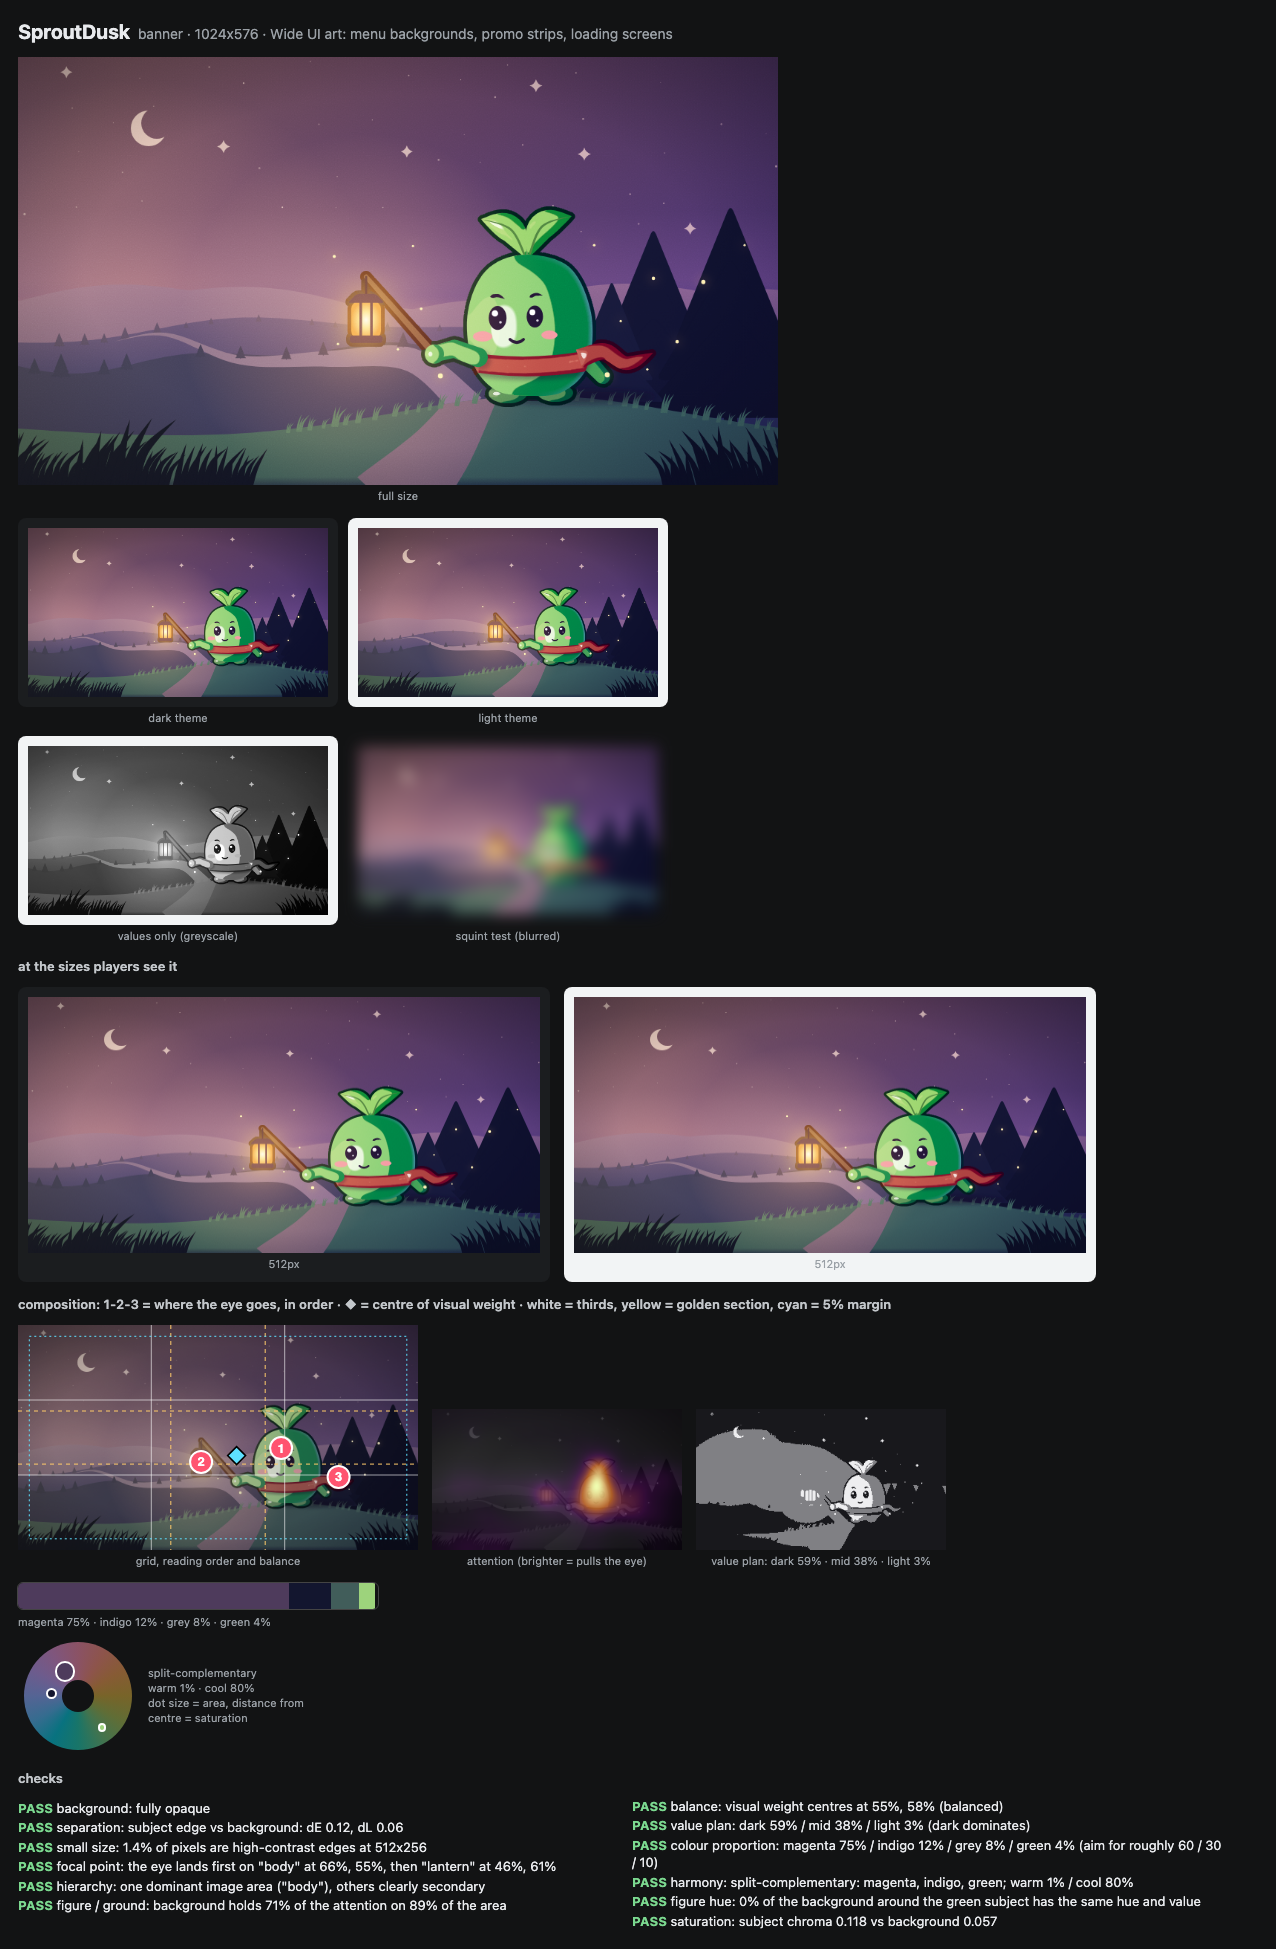 SproutDusk banner · 1024x576 · Wide UI art: menu backgrounds, promo strips, loading screens
full size
dark theme
light theme
values only (greyscale)
squint test (blurred)
at the sizes players see it
512px
512px
composition: 1-2-3 = where the eye goes, in order · ◆ = centre of visual weight · white = thirds, yellow = golden section, cyan = 5% margin
1
2
3
grid, reading order and balance
attention (brighter = pulls the eye)
value plan: dark 59% · mid 38% · light 3%
magenta 75% · indigo 12% · grey 8% · green 4%
split-complementary
warm 1% · cool 80%
dot size = area, distance from
centre = saturation
checks
PASS background: fully opaque
PASS separation: subject edge vs background: dE 0.12, dL 0.06
PASS small size: 1.4% of pixels are high-contrast edges at 512x256
PASS focal point: the eye lands first on "body" at 66%, 55%, then "lantern" at 46%, 61%
PASS hierarchy: one dominant image area ("body"), others clearly secondary
PASS figure / ground: background holds 71% of the attention on 89% of the area
PASS balance: visual weight centres at 55%, 58% (balanced)
PASS value plan: dark 59% / mid 38% / light 3% (dark dominates)
PASS colour proportion: magenta 75% / indigo 12% / grey 8% / green 4% (aim for roughly 60 / 30
/ 10)
PASS harmony: split-complementary: magenta, indigo, green; warm 1% / cool 80%
PASS figure hue: 0% of the background around the green subject has the same hue and value
PASS saturation: subject chroma 0.118 vs background 0.057